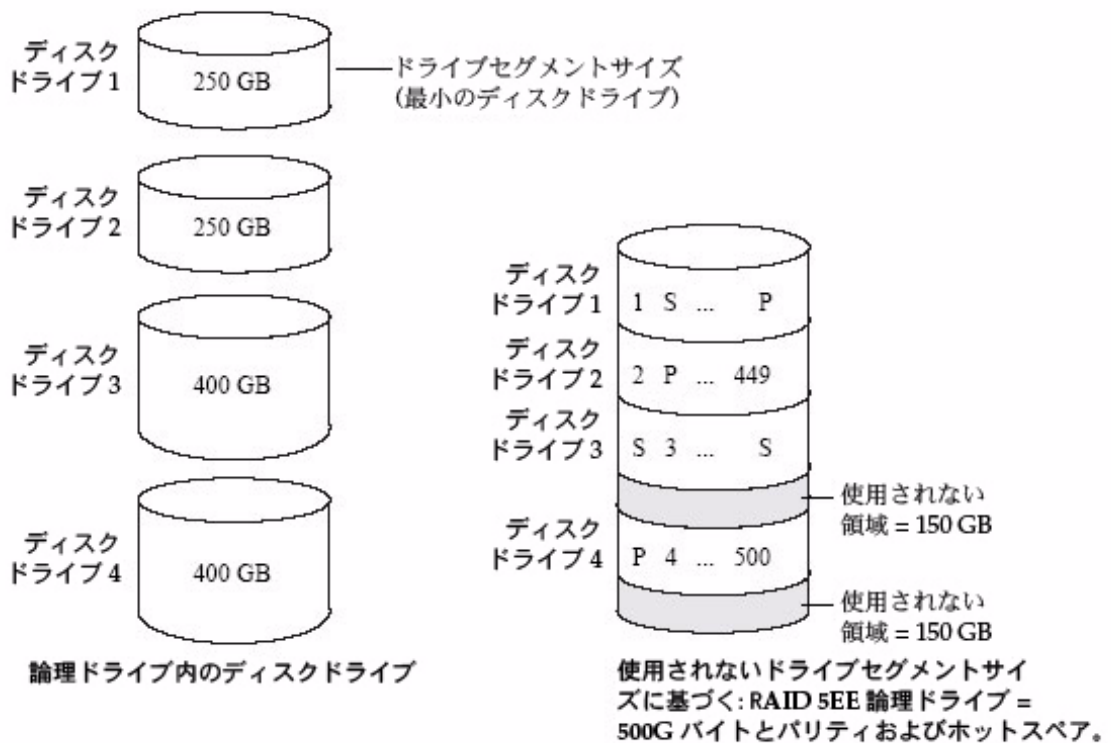 ディスク
ドライブ 1
250 GB
ドライブセグメントサイズ
(最小のディスクドライブ)
ディスク
ドライブ 2
250 GB
ディスク
ドライブ 3
400 GB
ディスク
ドライブ 4
400 GB
論理ドライブ内のディスクドライブ
ディスク
ドライブ 1
1 S ... P
ディスク
ドライブ 2
2 P ... 449
ディスク
ドライブ 3
S 3 ... S
使用されない
領域 = 150 GB
ディスク
ドライブ 4
P 4 ... 500
使用されない
領域 = 150 GB
使用されないドライブセグメントサイ
ズに基づく: RAID 5EE 論理ドライブ =
500G バイトとパリティおよびホットスペア。